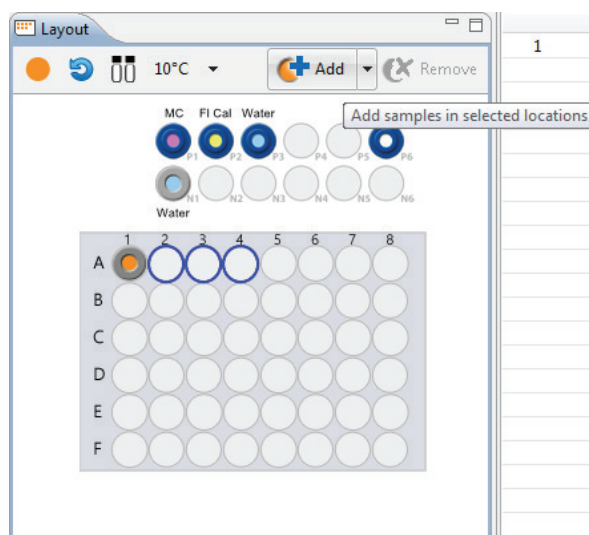 Layout
1
10°C
Add
Remove
Add samples in selected locations
MC FI Cal Water
P1 P2 P3 P4 P5 P6
N1 N2 N3 N4 N5 N6
Water
1 2 3 4 5 6 7 8
A
B
C
D
E
F